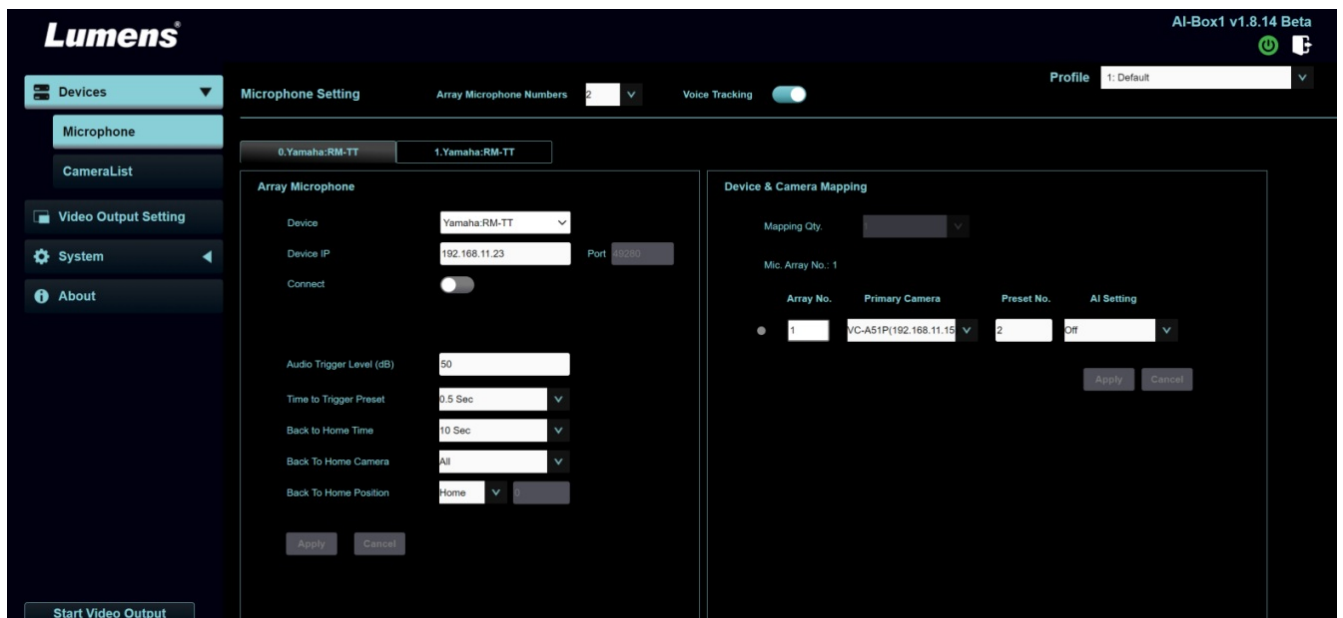 Lumens
AI-Box1 v1.8.14 Beta
Devices
Microphone
CameraList
Video Output Setting
System
About
Start Video Output
Profile 1: Default
Microphone Setting Array Microphone Numbers 2 Voice Tracking
0.Yamaha:RM-TT 1.Yamaha:RM-TT
Array Microphone
Device Yamaha:RM-TT
Device IP 192.168.11.23 Port 49280
Connect
Audio Trigger Level (dB) 50
Time to Trigger Preset 0.5 Sec
Back to Home Time 10 Sec
Back To Home Camera All
Back To Home Position Home 0
Apply Cancel
Device & Camera Mapping
Mapping Qty. 1
Mic. Array No.: 1
Array No. Primary Camera Preset No. AI Setting
1 VC-A51P(192.168.11.15 2 Off
Apply Cancel